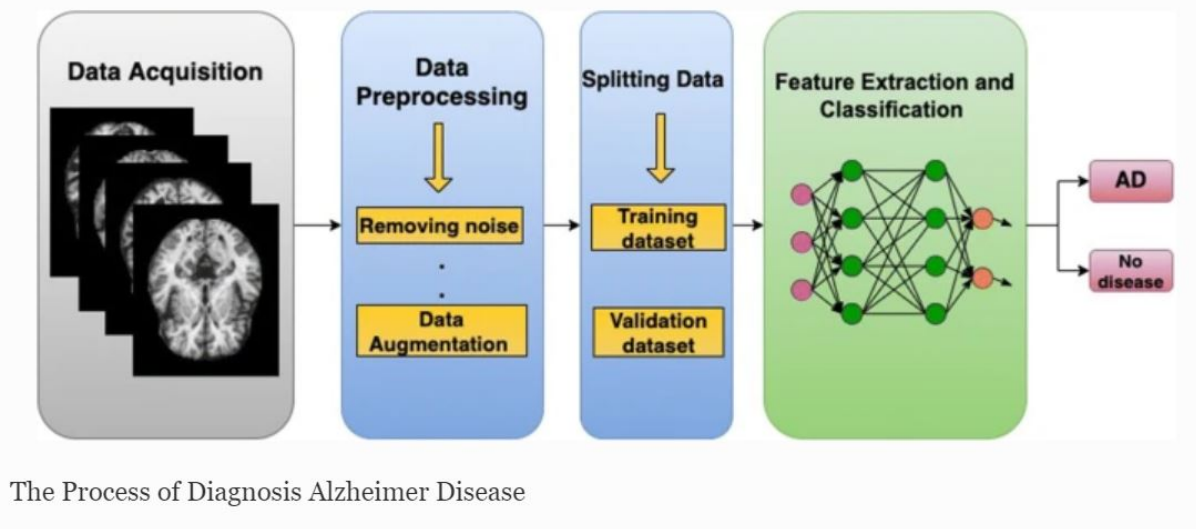 Data Acquisition
Data
Preprocessing
Removing noise
.
.
Data
Augmentation
Splitting Data
Training
dataset
Validation
dataset
Feature Extraction and
Classification
AD
No
disease
The Process of Diagnosis Alzheimer Disease